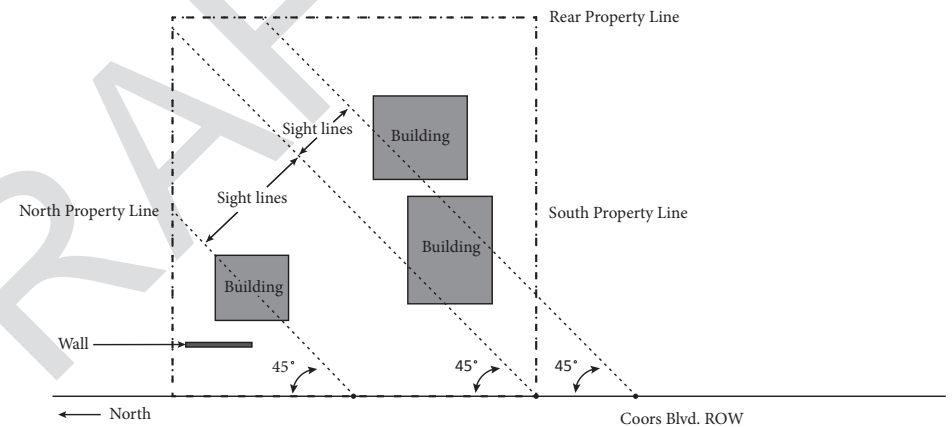 Rear Property Line
Sight lines
Building
Sight lines
North Property Line
South Property Line
Building
Building
Wall
45°
45°
45°
North
Coors Blvd. ROW
RAF